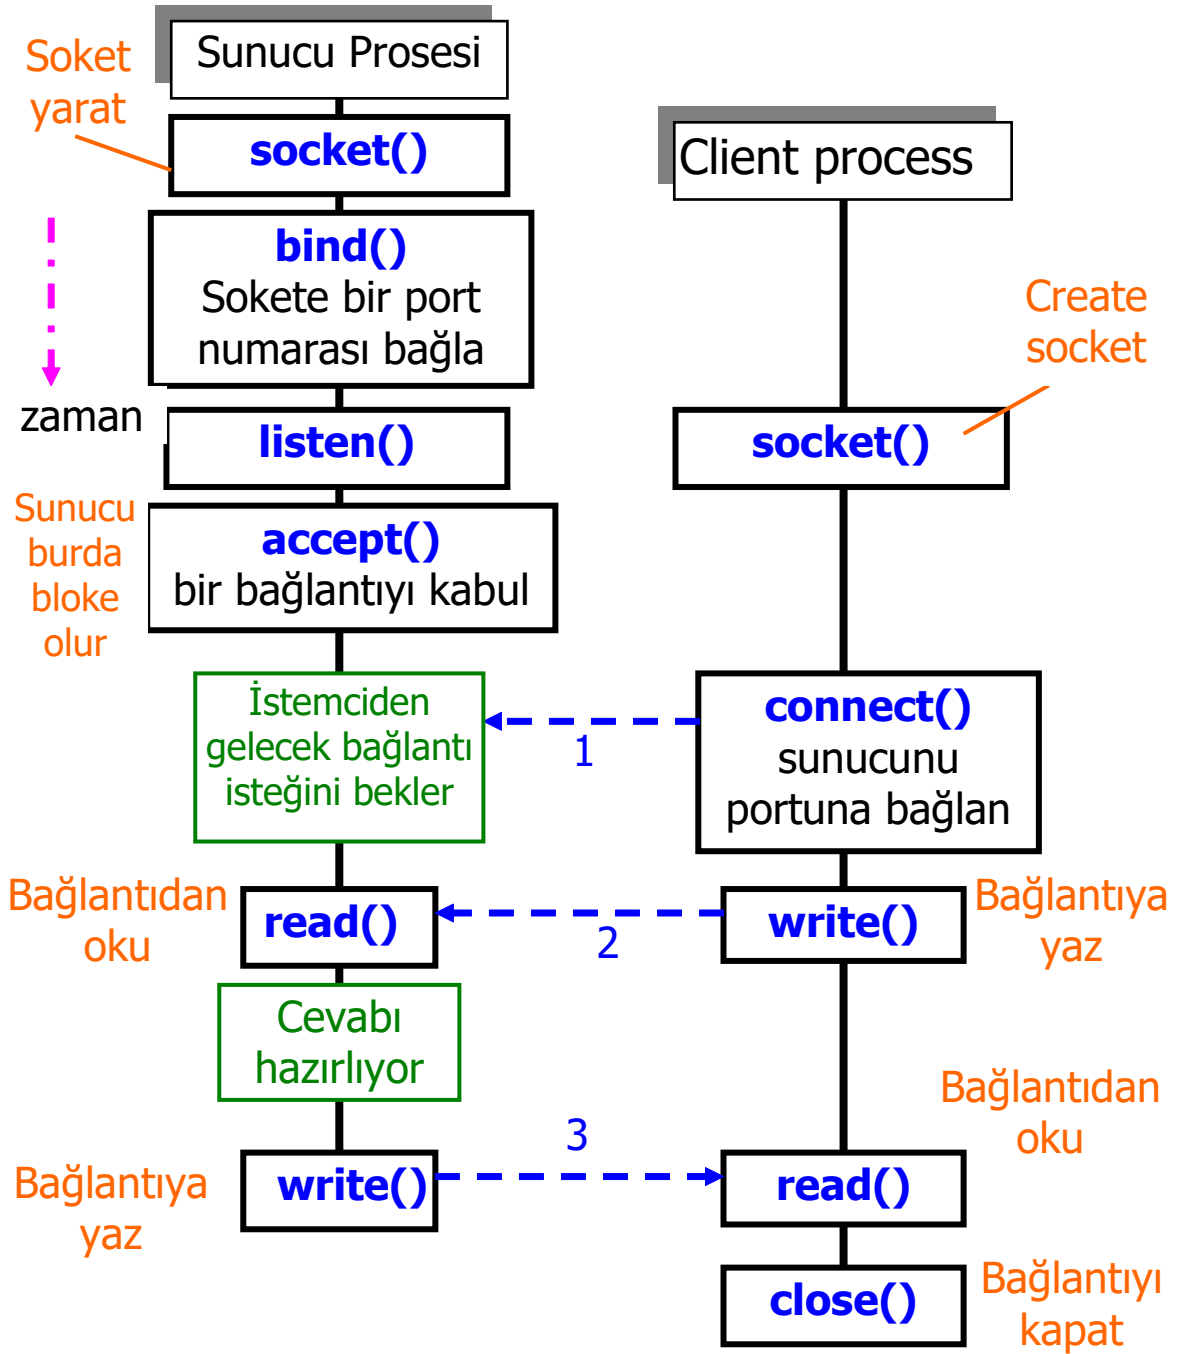 Soket
yarat
Sunucu Prosesi
socket()
bind()
Sokete bir port
numarası bağla
zaman
listen()
Sunucu
burda
bloke
olur
accept()
bir bağlantıyı kabul
İstemciden
gelecek bağlantı
isteğini bekler
Bağlantıdan
oku
read()
Cevabı
hazırlıyor
Bağlantıya
yaz
write()
1
2
3
Client process
Create
socket
socket()
connect()
sunucunu
portuna bağlan
write()
Bağlantıya
yaz
Bağlantıdan
oku
read()
close()
Bağlantıyı
kapat